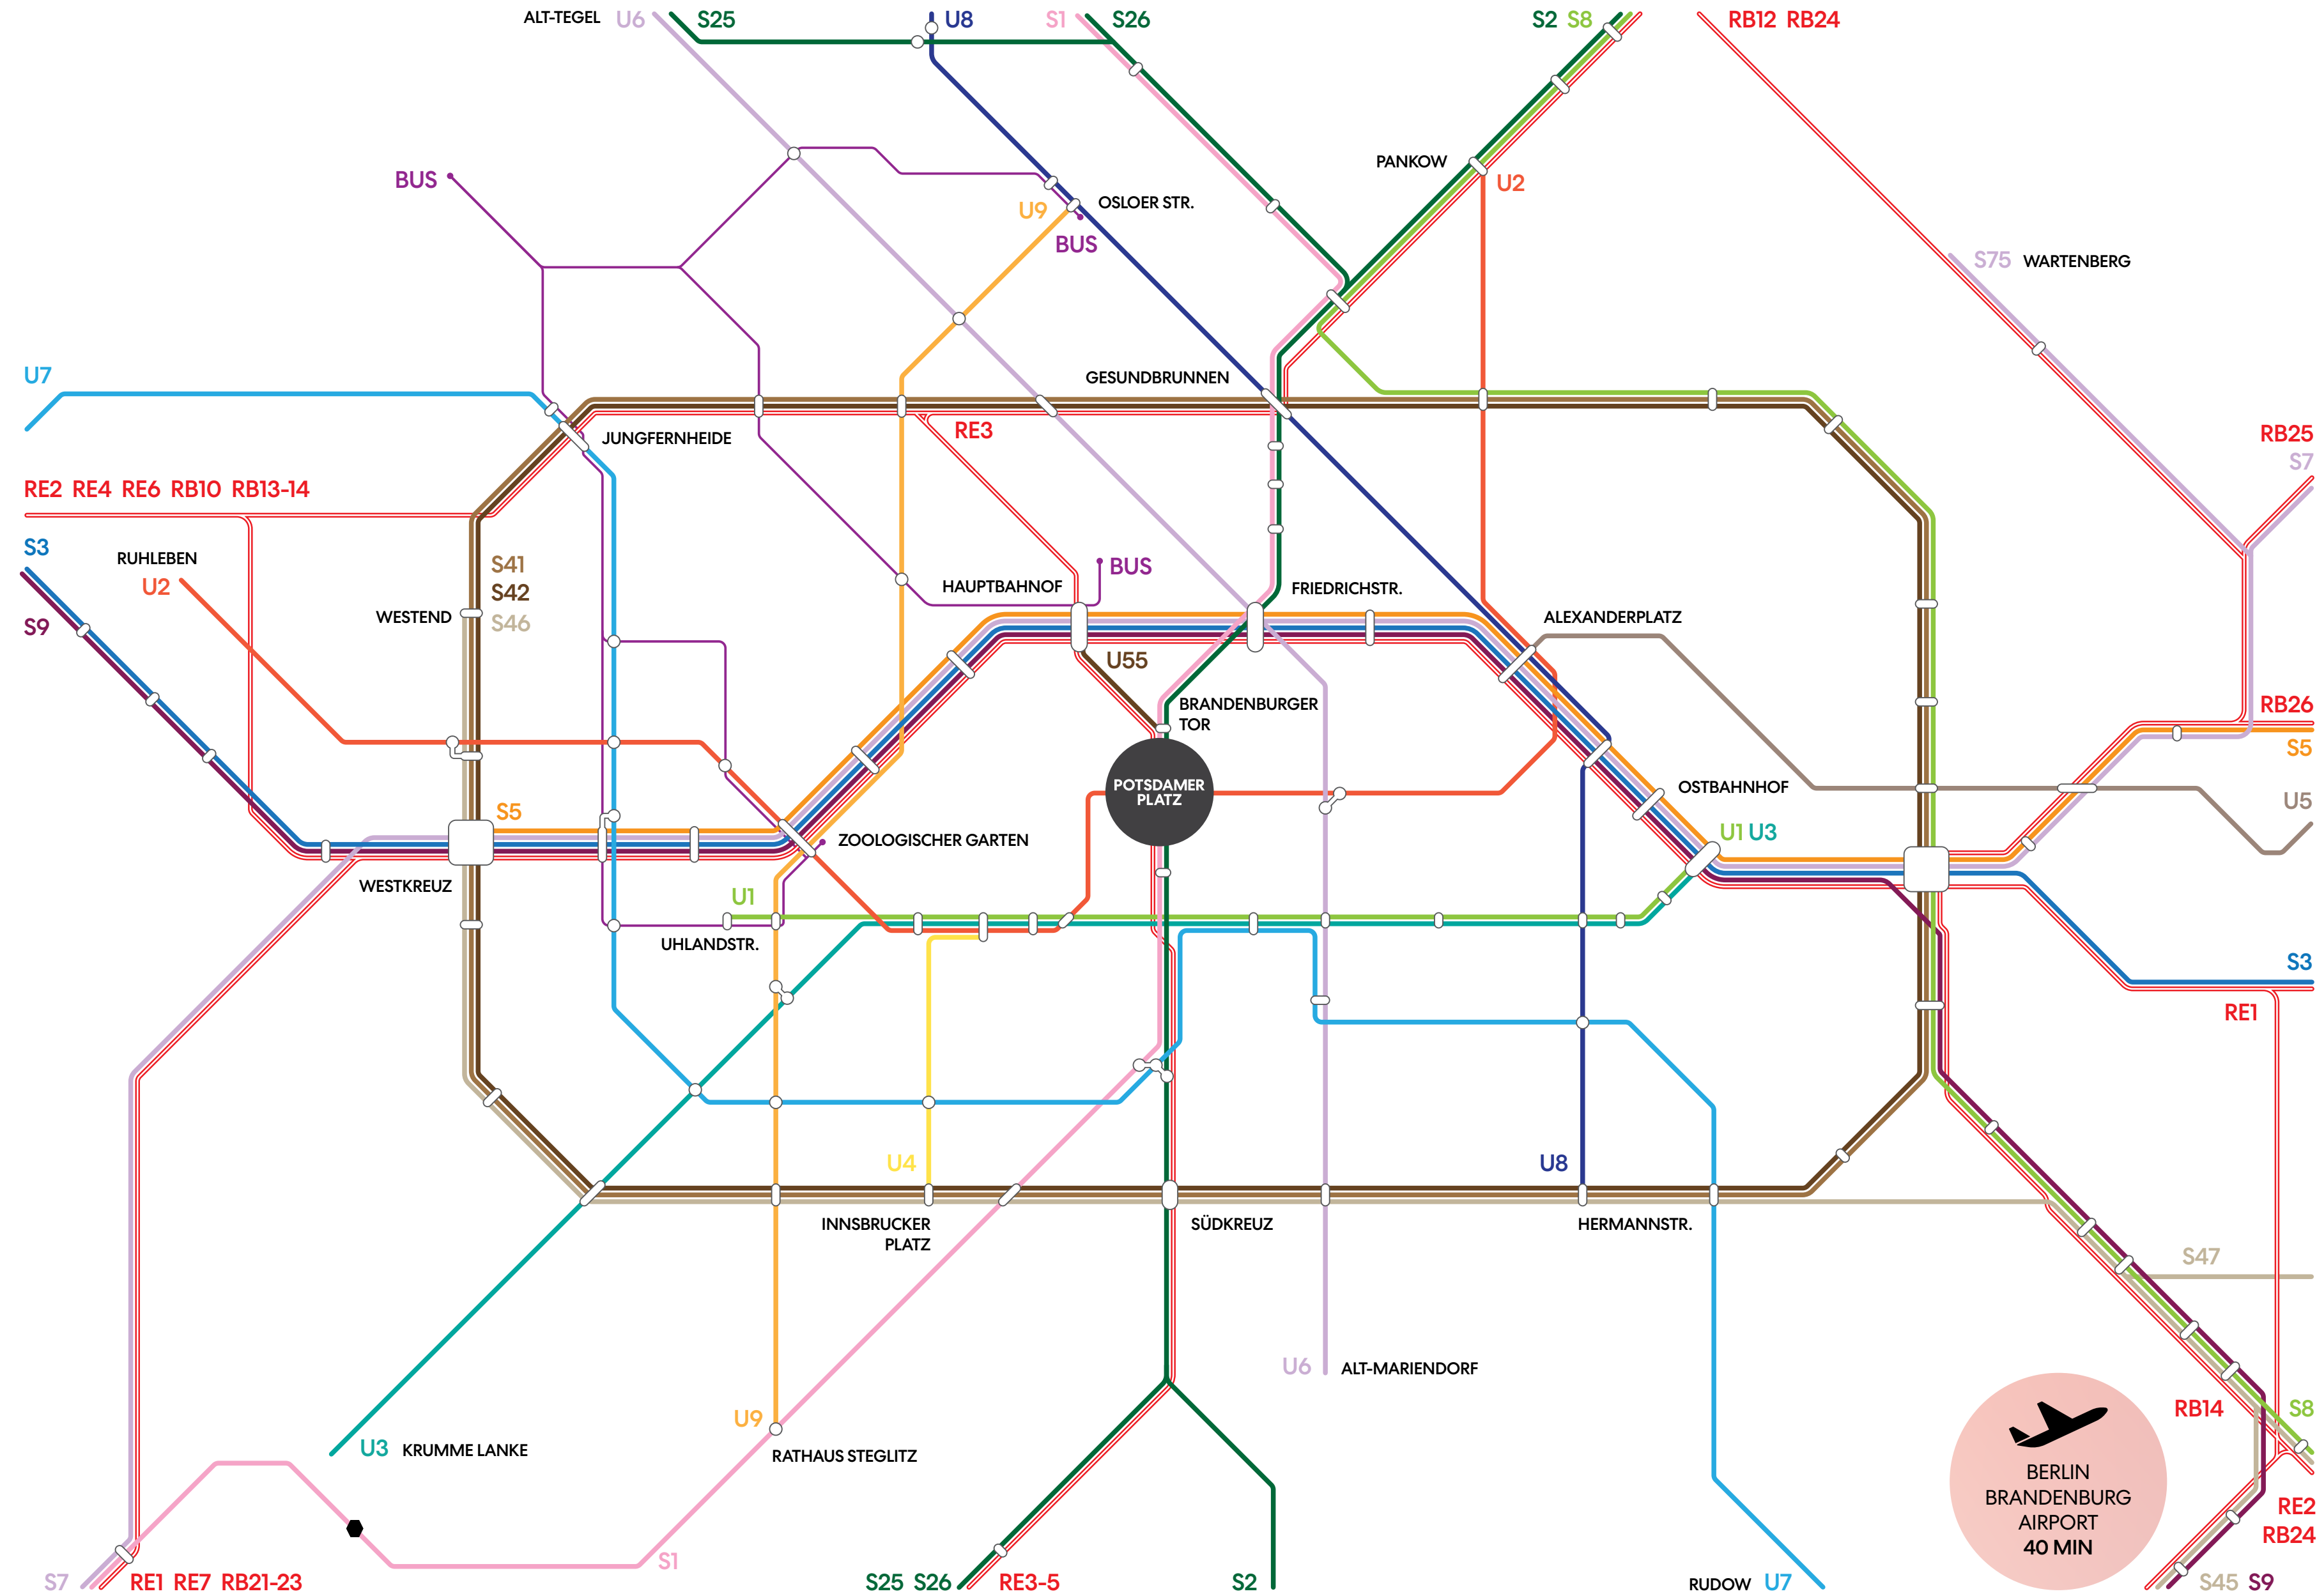 ALT-TEGEL U6 S25 U8 S1 S26 S2 S8 RB12 RB24
PANKOW
BUS
U2
U9 OSLOER STR.
BUS
S75 WARTENBERG
U7
GESUNDBRUNNEN
RE3
JUNGFERNHEIDE
RB25
S7
RE2 RE4 RE6 RB10 RB13-14
S3
RUHLEBEN
U2
S41
S42
S46
WESTEND
S9
HAUPTBAHNHOF
BUS
FRIEDRICHSTR.
ALEXANDERPLATZ
U55
BRANDENBURGER
TOR
RB26
S5
POTSDAMER
PLATZ
OSTBAHNHOF
U5
S5
U1 U3
ZOOLOGISCHER GARTEN
WESTKREUZ
U1
UHLANDSTR.
S3
RE1
U4
U8
INNSBRUCKER
PLATZ
SÜDKREUZ
HERMANNSTR.
S47
U6 ALT-MARIENDORF
U9
RATHAUS STEGLITZ
U3 KRUMME LANKE
RB14
S8
BERLIN
BRANDENBURG
AIRPORT
40 MIN
RE2
RB24
S1
S7 RE1 RE7 RB21-23
S25 S26 RE3-5
S2
RUDOW U7
S45 S9